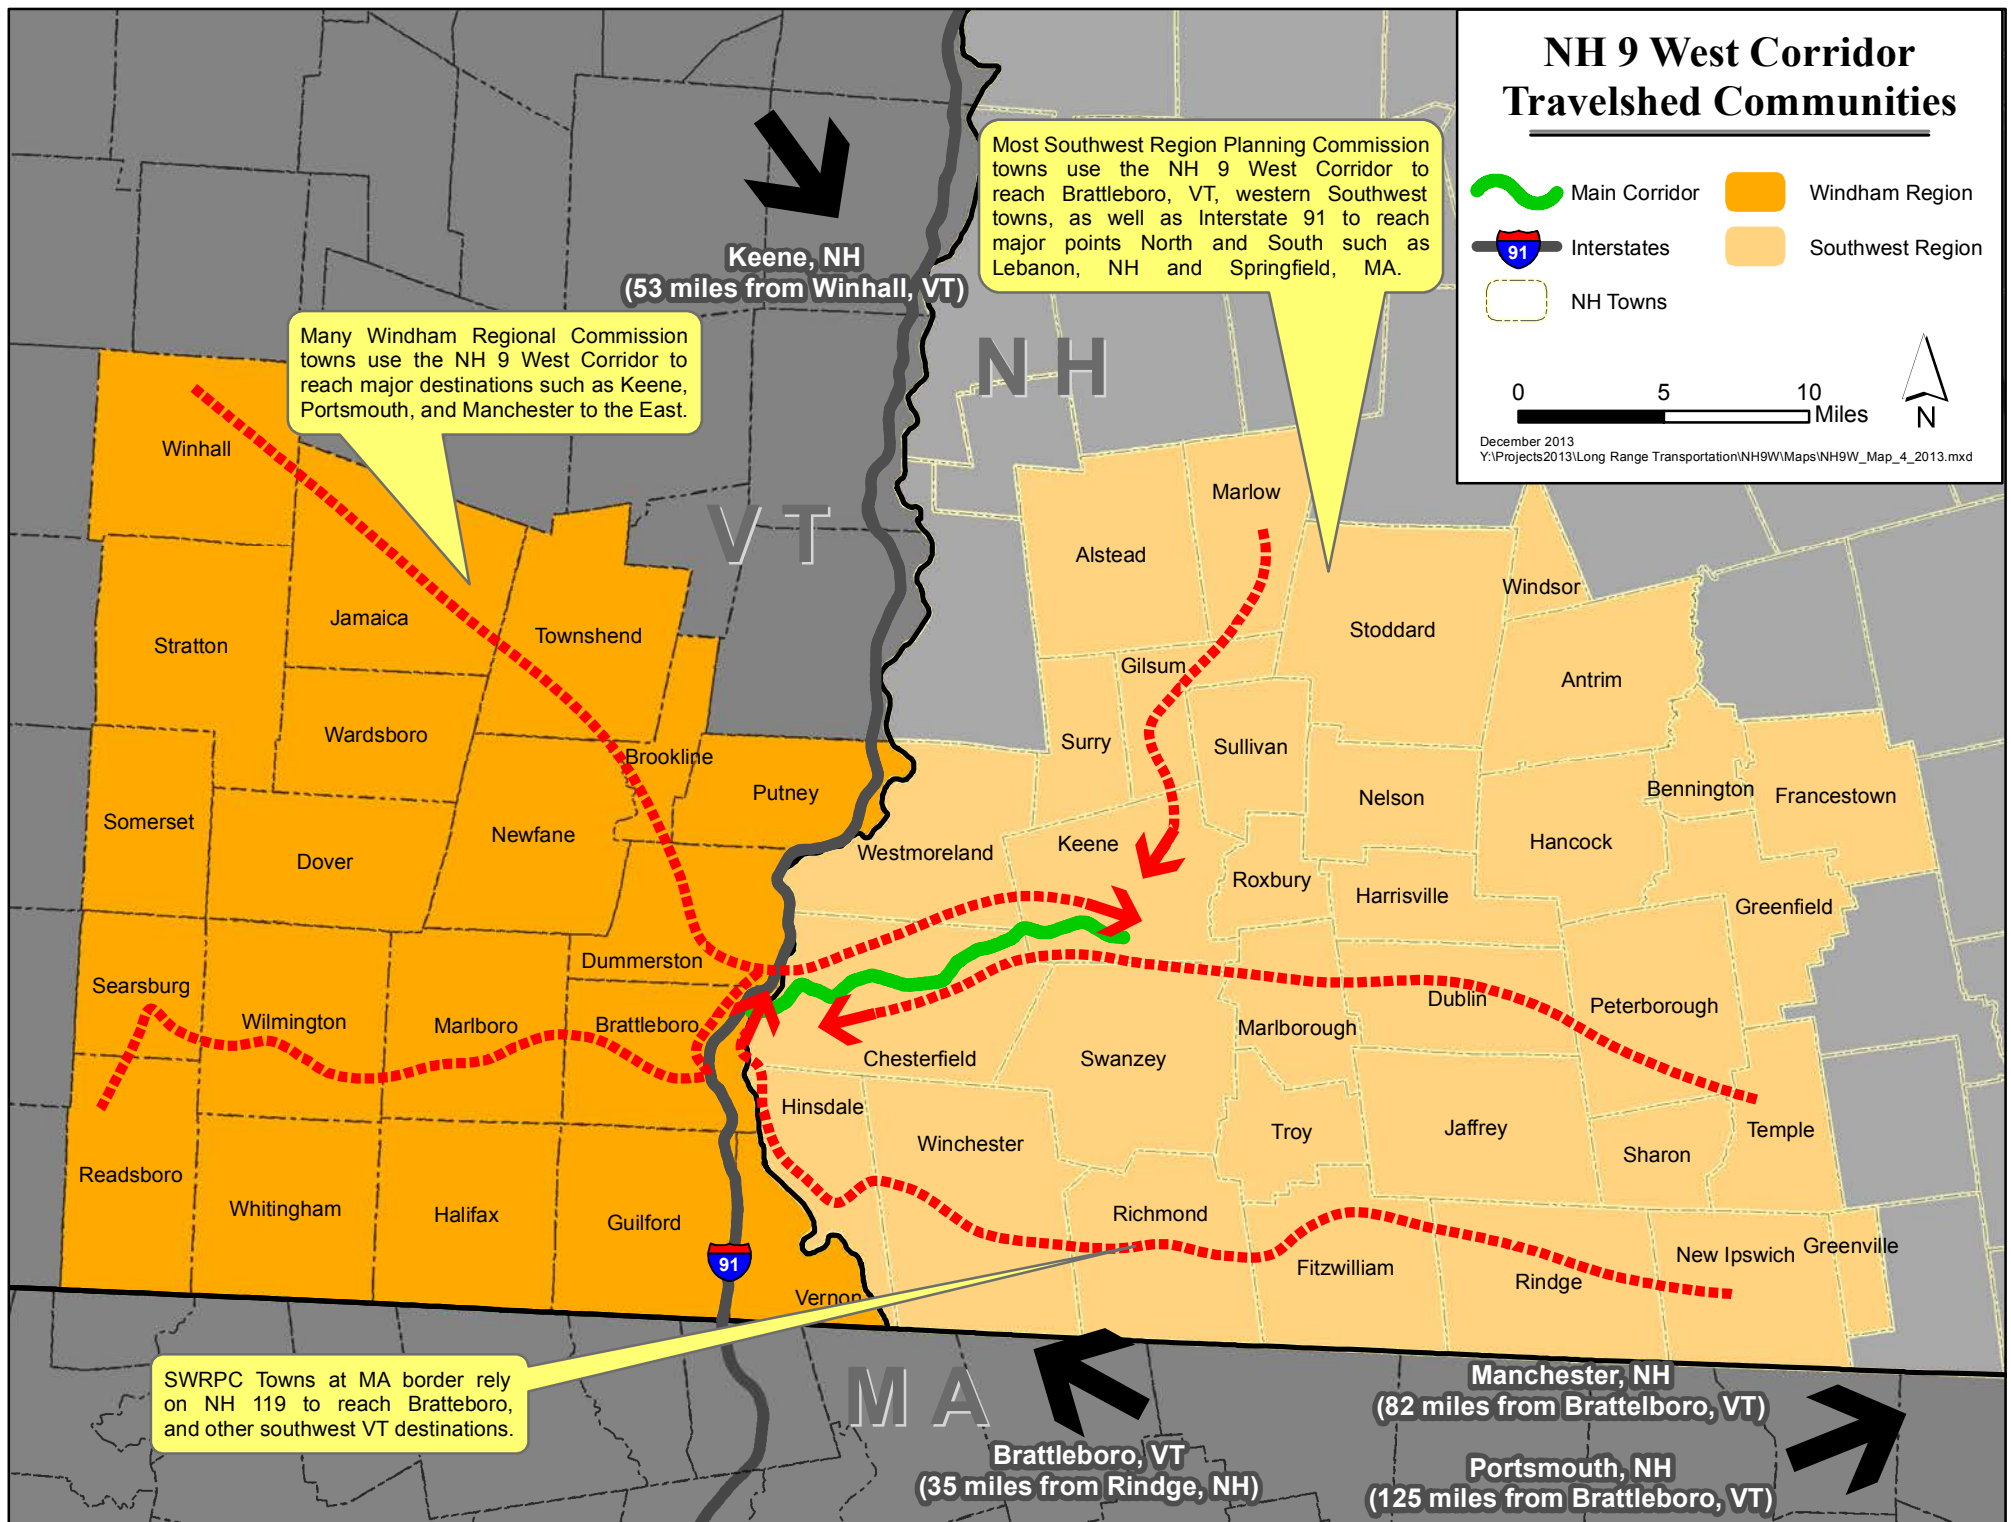 NH 9 West Corridor
Travelshed Communities
Main Corridor
Windham Region
91
Interstates
Southwest Region
NH Towns
0 5 10
Miles
N
December 2013
Y:\Projects2013\Long Range Transportation\NH9W\Maps\NH9W_Map_4_2013.mxd
Most Southwest Region Planning Commission
towns use the NH 9 West Corridor to
reach Brattleboro, VT, western Southwest
towns, as well as Interstate 91 to reach
major points North and South such as
Lebanon, NH and Springfield, MA.
Keene, NH
(53 miles from Winhall, VT)
Many Windham Regional Commission
towns use the NH 9 West Corridor to
reach major destinations such as Keene,
Portsmouth, and Manchester to the East.
NH
VT
Winhall
Marlow
Alstead
Windsor
Jamaica
Townshend
Stoddard
Stratton
Gilsum
Antrim
Wardsboro
Surry
Sullivan
Brookline
Putney
Nelson
Bennington
Francestown
Somerset
Newfane
Dover
Westmoreland
Keene
Hancock
Roxbury
Harrisville
Greenfield
Dummerston
Searsburg
Wilmington
Marlboro
Brattleboro
Dublin
Peterborough
Marlborough
Chesterfield
Swanzey
Hinsdale
Winchester
Troy
Jaffrey
Temple
Sharon
Readsboro
Whitingham
Halifax
Guilford
Richmond
New Ipswich
Greenville
91
Fitzwilliam
Rindge
Vernon
SWRPC Towns at MA border rely
on NH 119 to reach Bratteboro,
and other southwest VT destinations.
MA
Manchester, NH
(82 miles from Brattelboro, VT)
Brattleboro, VT
(35 miles from Rindge, NH)
Portsmouth, NH
(125 miles from Brattleboro, VT)